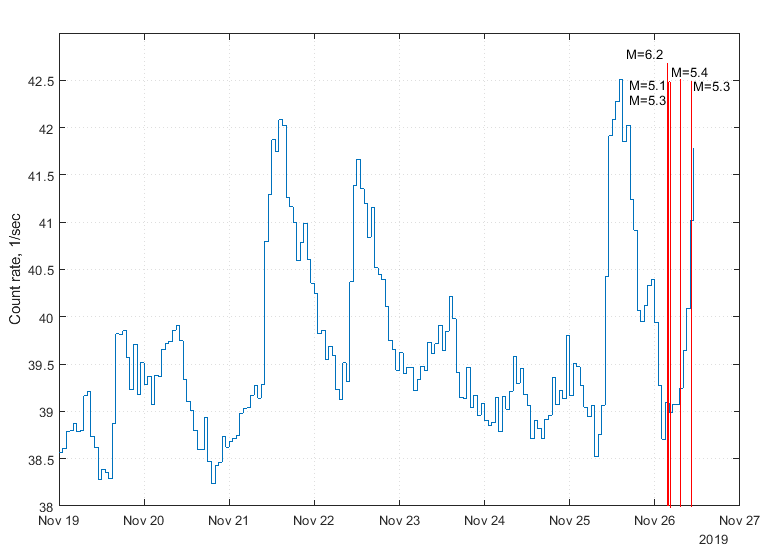 M=6.2
M=5.4
M=5.1
M=5.3
M=5.3
Count rate, 1/sec
42.5
42
41.5
41
40.5
40
39.5
39
38.5
38
Nov 19 Nov 20 Nov 21 Nov 22 Nov 23 Nov 24 Nov 25 Nov 26 Nov 27
2019